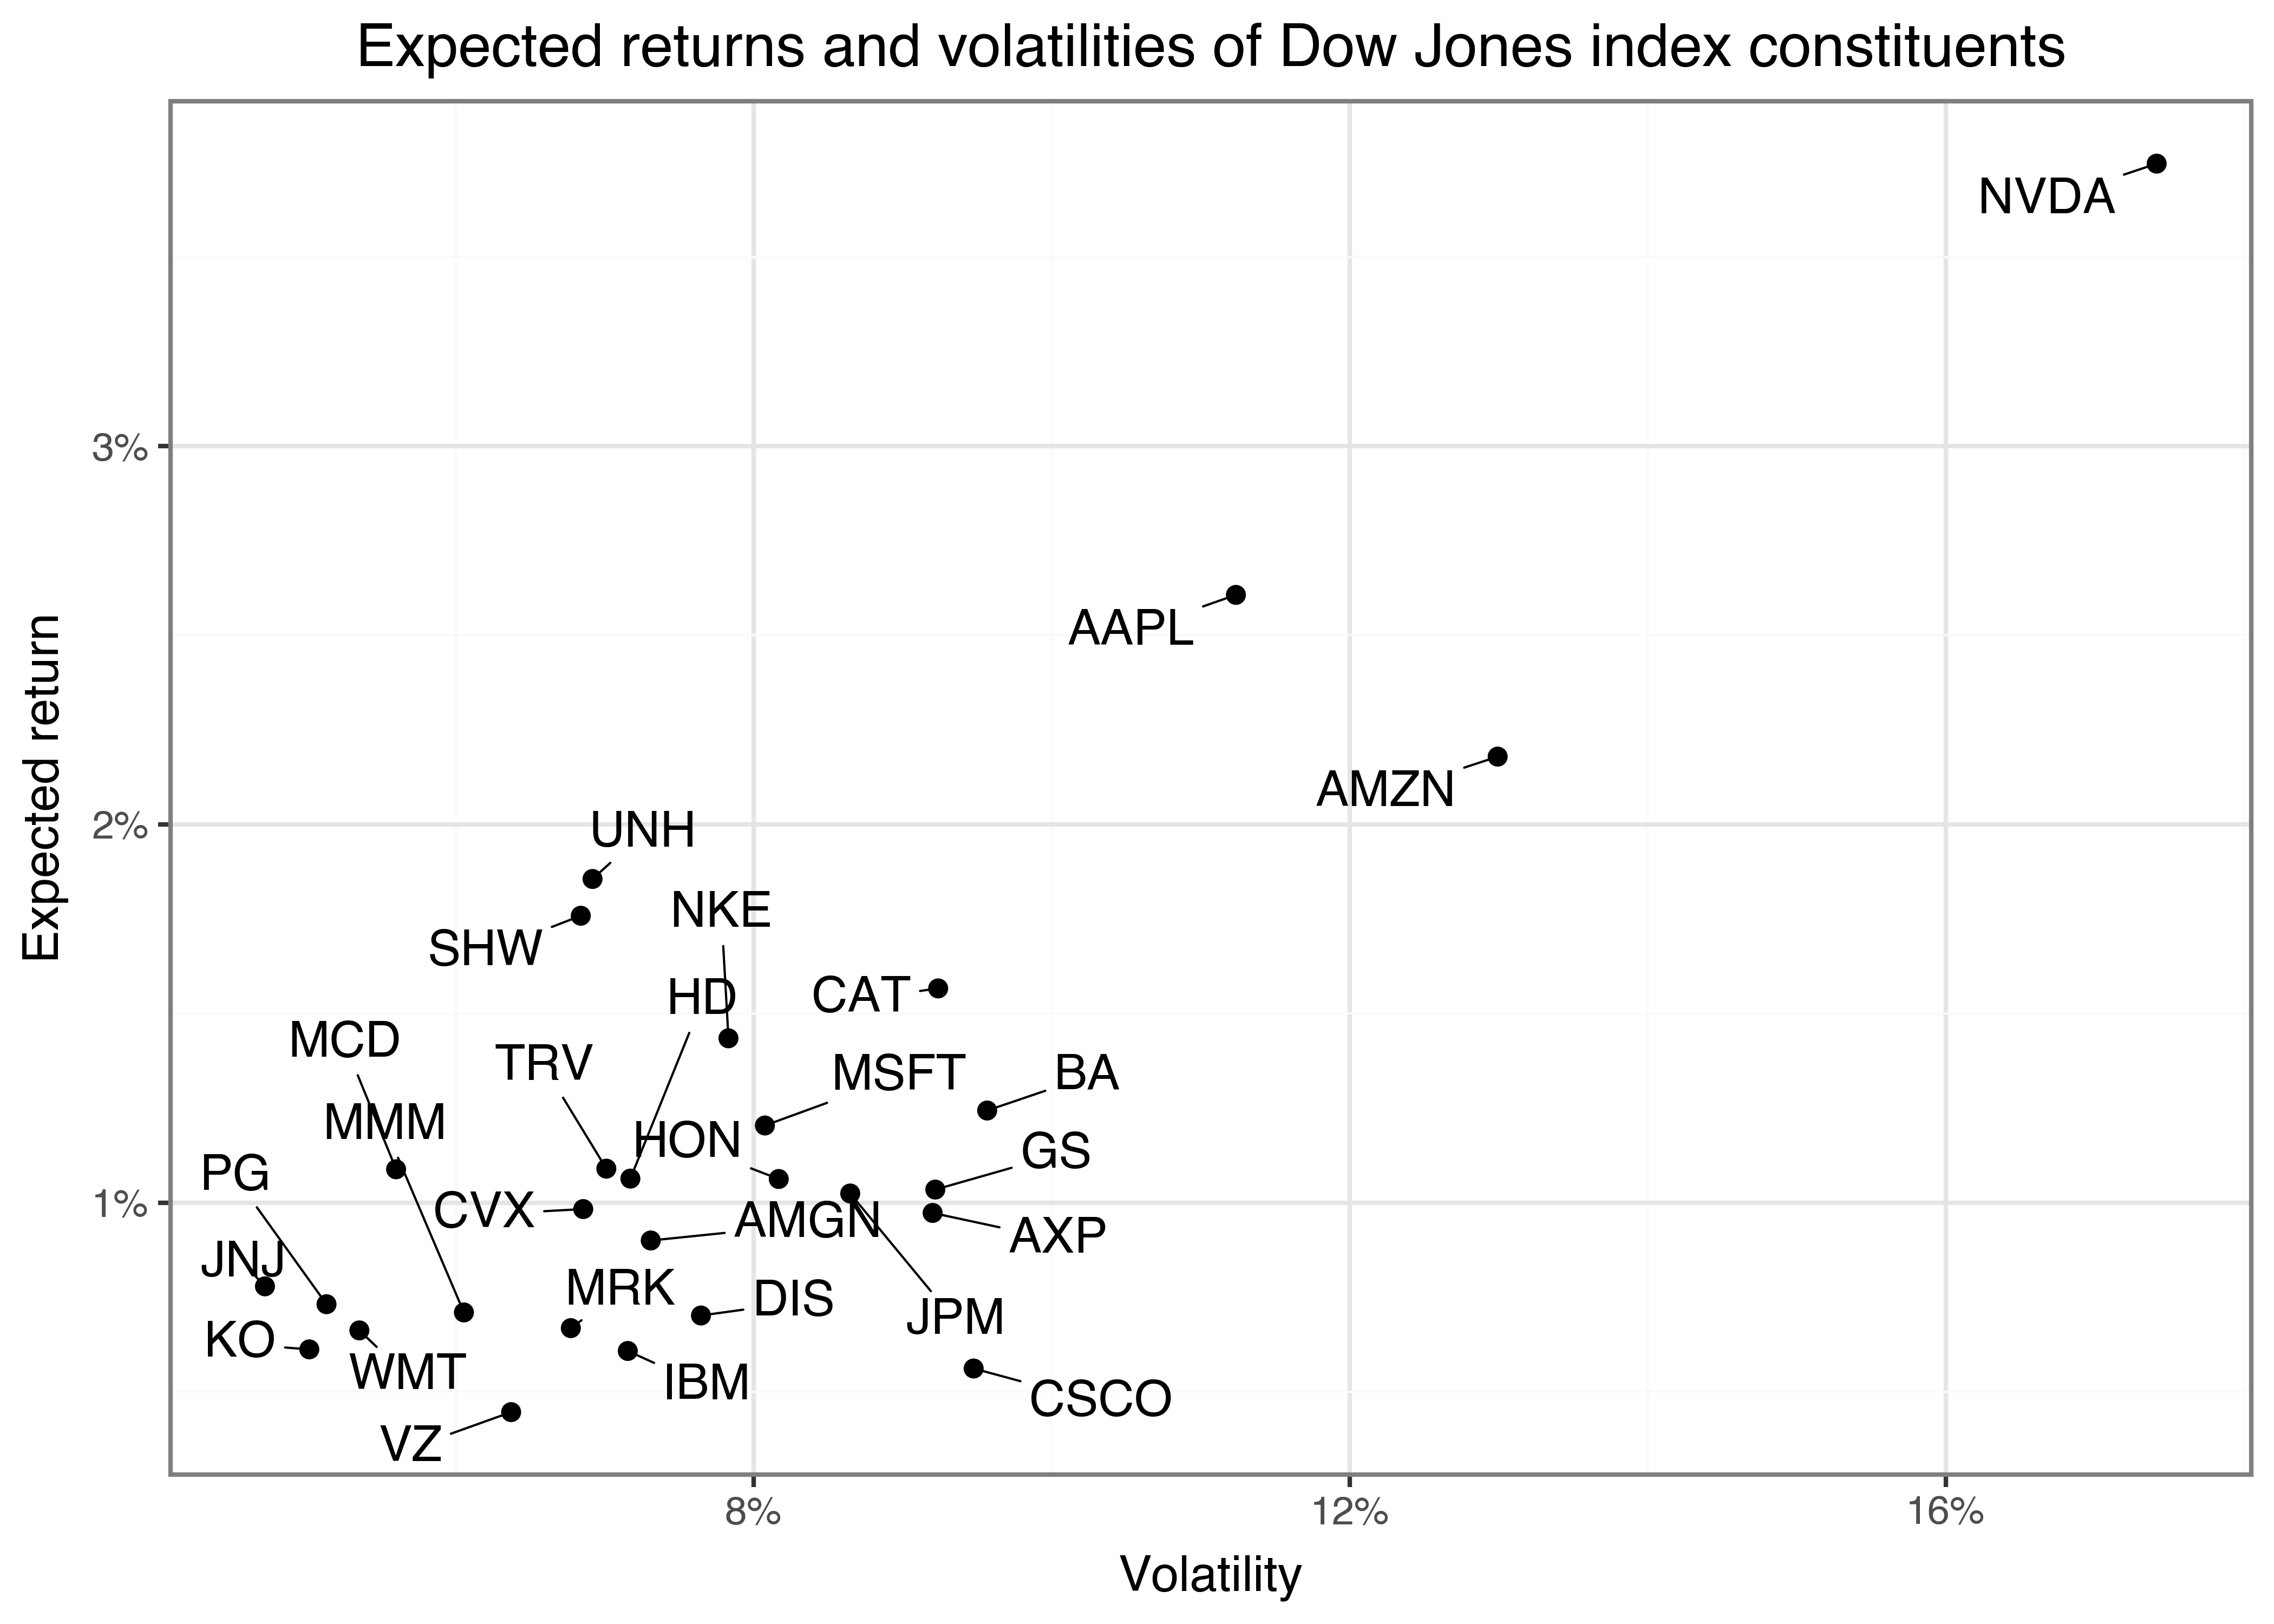 Expected returns and volatilities of Dow Jones index constituents
NVDA
3%
AAPL
AMZN
2%
UNH
NKE
SHW
HD
CAT
MCD
TRV
MSFT
BA
MMM
HON
GS
PG
1%
CVX
AMGN
AXP
JNJ
MRK
DIS
JPM
KO
WMT
IBM
CSCO
VZ
8%
12%
16%
Volatility
Expected return